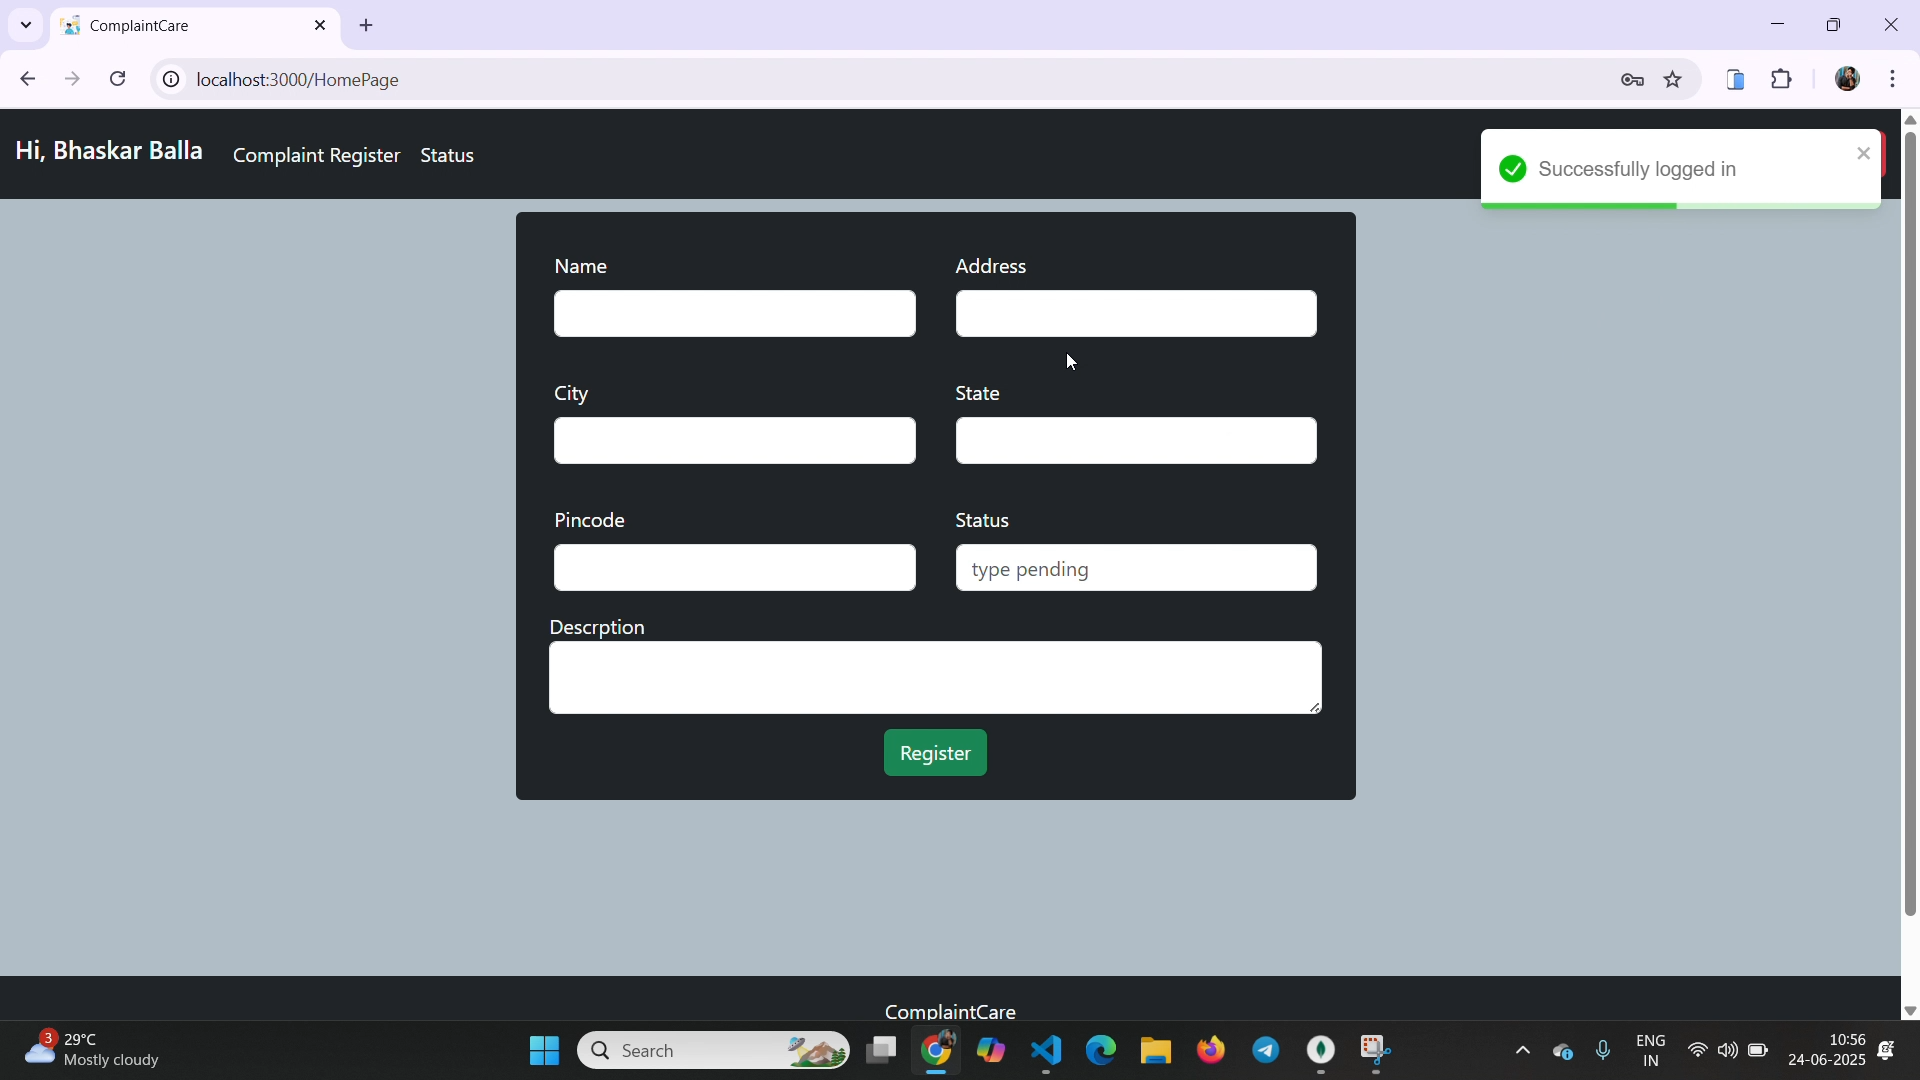 ComplaintCare
localhost:3000/HomePage
Hi, Bhaskar Balla
Complaint Register
Status
Successfully logged in
Name
Address
City
State
Pincode
Status
type pending
Descrption
Register
ComplaintCare
3
29°C
Mostly cloudy
Search
ENG
IN
10:56
24-06-2025